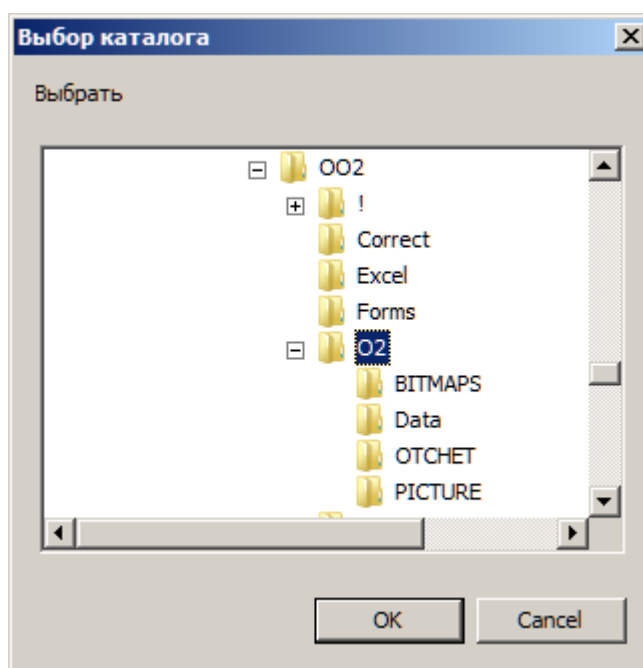 Выбор каталога
Выбрать
OO2
!
Correct
Excel
Forms
O2
BITMAPS
Data
OTCHET
PICTURE
OK
Cancel